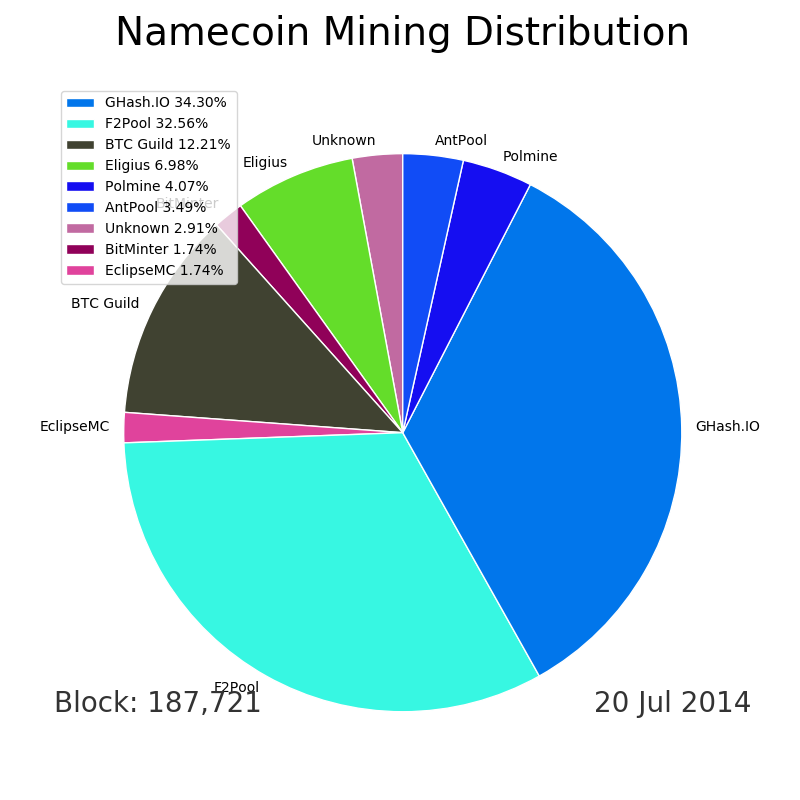 Namecoin Mining Distribution
GHash.IO 34.30%
F2Pool 32.56%
BTC Guild 12.21%
Eligius 6.98%
Polmine 4.07%
AntPool 3.49%
Unknown 2.91%
BitMinter 1.74%
EclipseMC 1.74%
Unknown
AntPool
Polmine
Eligius
BitMinter
BTC Guild
EclipseMC
GHash.IO
F2Pool
Block: 187,721
20 Jul 2014